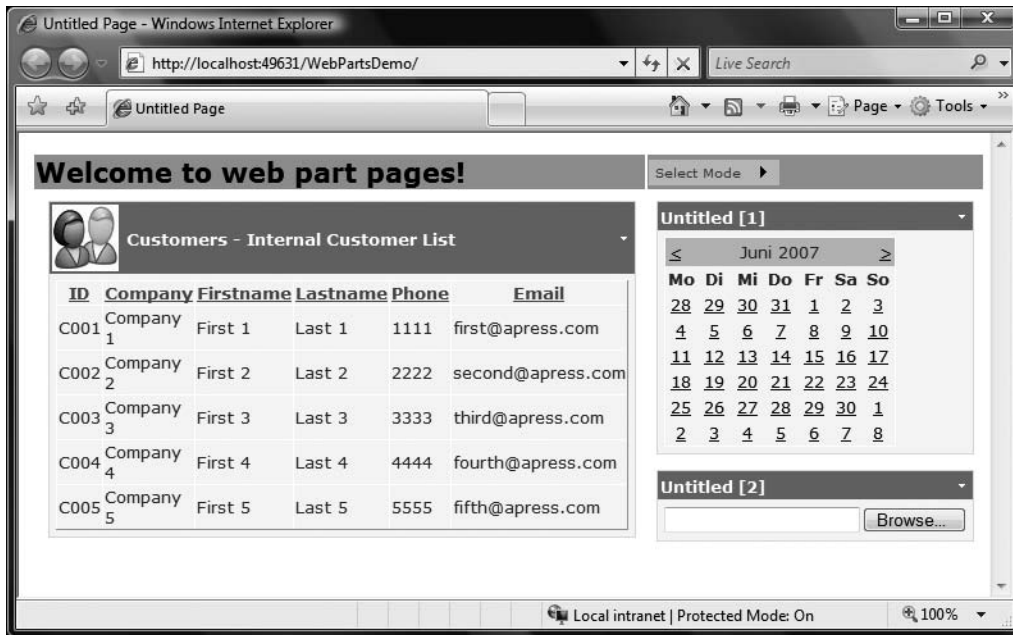 Untitled Page - Windows Internet Explorer
http://localhost:49631/WebPartsDemo/
Live Search
Untitled Page
Page
Tools
Welcome to web part pages!
Select Mode
Customers - Internal Customer List
ID Company Firstname Lastname Phone Email
C001 Company 1 First 1 Last 1 1111 first@apress.com
C002 Company 2 First 2 Last 2 2222 second@apress.com
C003 Company 3 First 3 Last 3 3333 third@apress.com
C004 Company 4 First 4 Last 4 4444 fourth@apress.com
C005 Company 5 First 5 Last 5 5555 fifth@apress.com
Untitled [1]
< Juni 2007 >
Mo Di Mi Do Fr Sa So
28 29 30 31 1 2 3
4 5 6 7 8 9 10
11 12 13 14 15 16 17
18 19 20 21 22 23 24
25 26 27 28 29 30 1
2 3 4 5 6 7 8
Untitled [2]
Browse...
Local intranet | Protected Mode: On
100%